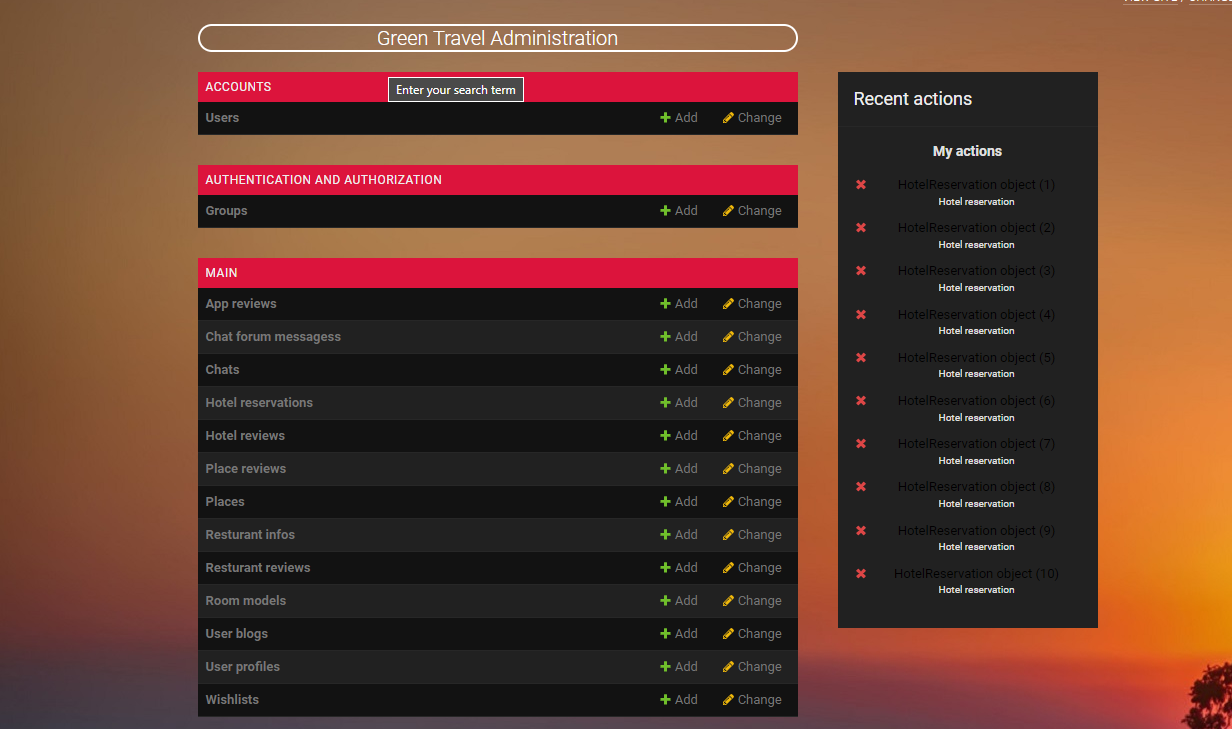 Green Travel Administration
ACCOUNTS
Enter your search term
Users Add Change
AUTHENTICATION AND AUTHORIZATION
Groups Add Change
MAIN
App reviews Add Change
Chat forum messagess Add Change
Chats Add Change
Hotel reservations Add Change
Hotel reviews Add Change
Place reviews Add Change
Places Add Change
Resturant infos Add Change
Resturant reviews Add Change
Room models Add Change
User blogs Add Change
User profiles Add Change
Wishlists Add Change
Recent actions
My actions
HotelReservation object (1)
Hotel reservation
HotelReservation object (2)
Hotel reservation
HotelReservation object (3)
Hotel reservation
HotelReservation object (4)
Hotel reservation
HotelReservation object (5)
Hotel reservation
HotelReservation object (6)
Hotel reservation
HotelReservation object (7)
Hotel reservation
HotelReservation object (8)
Hotel reservation
HotelReservation object (9)
Hotel reservation
HotelReservation object (10)
Hotel reservation